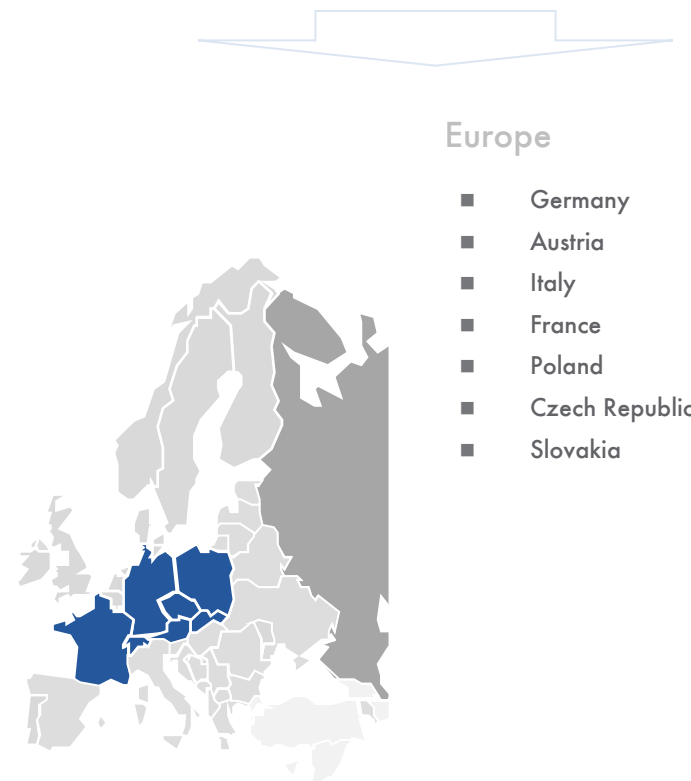 Europe
Germany
Austria
Italy
France
Poland
Czech Republic
Slovakia